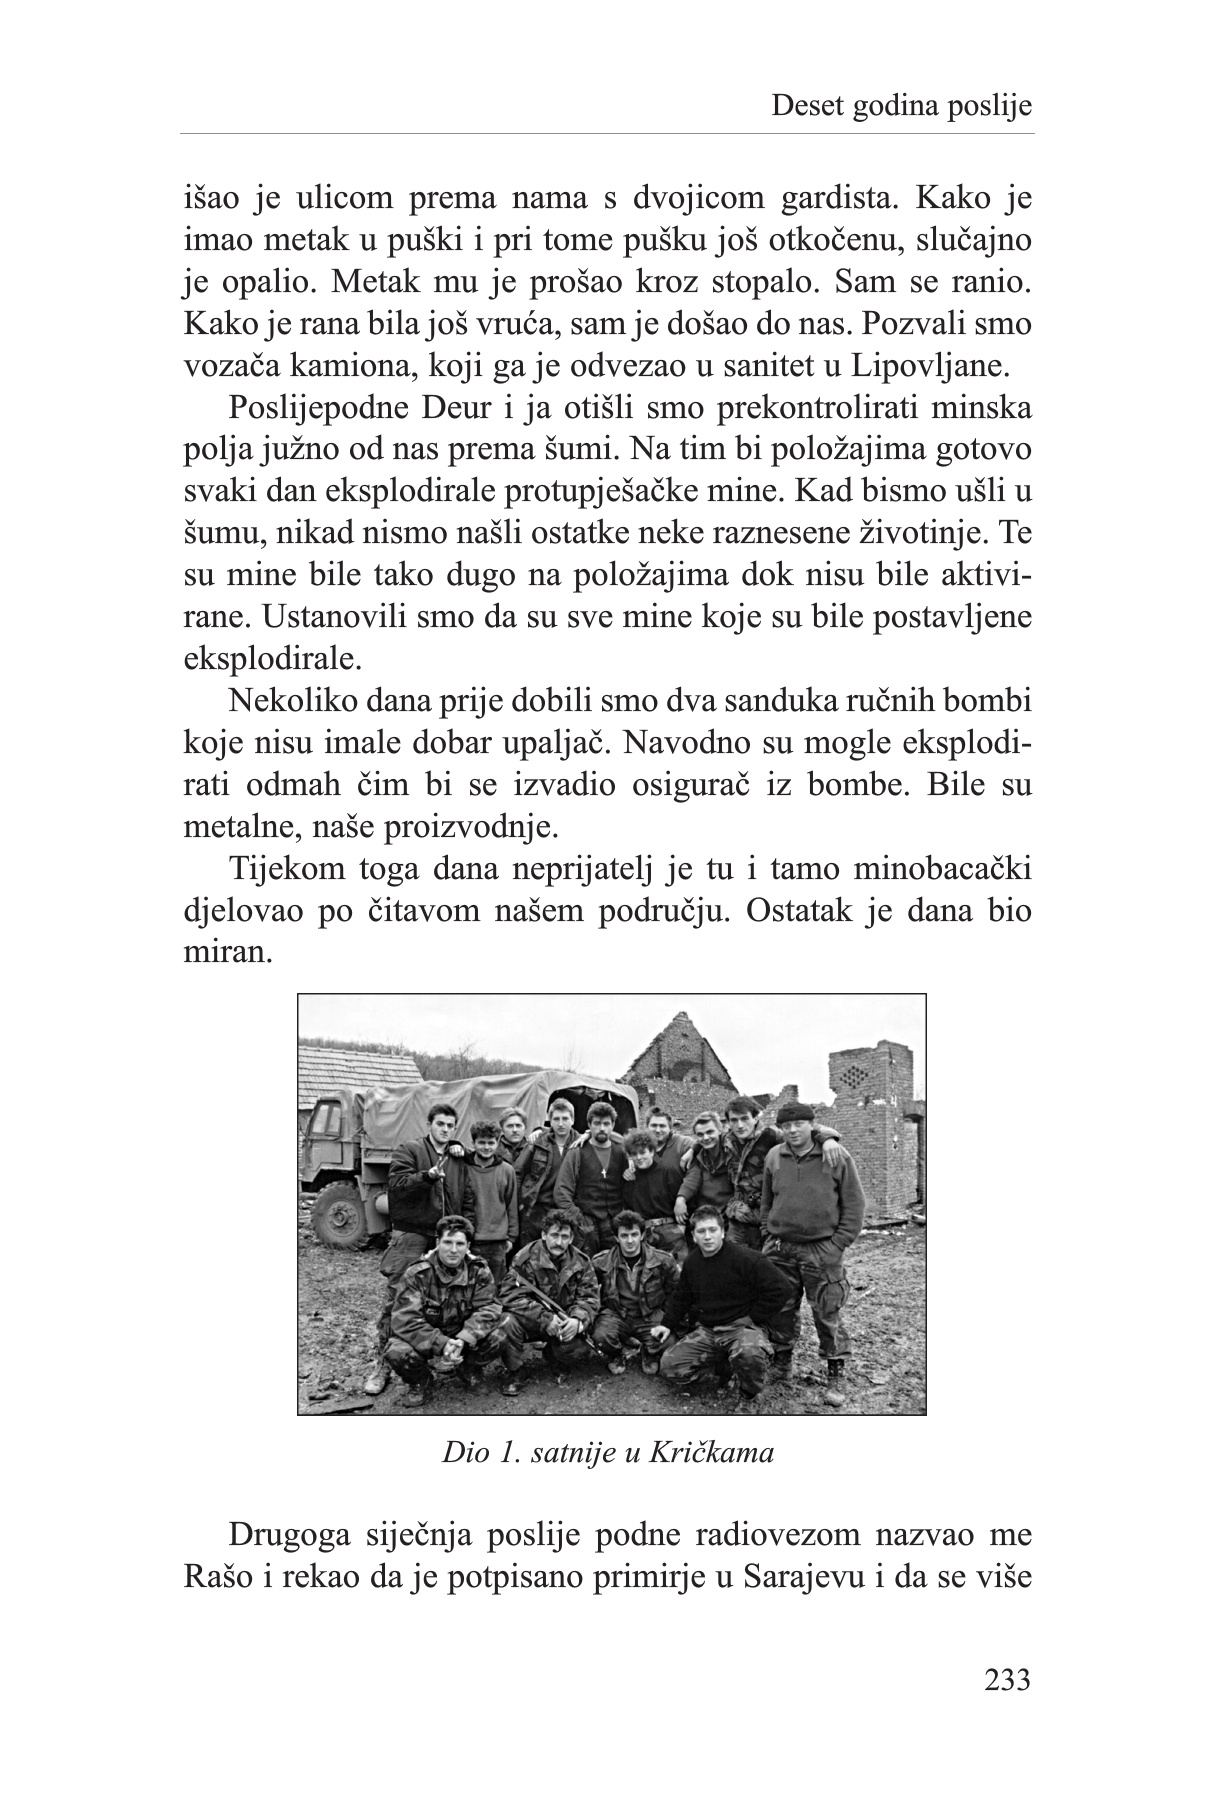 Deset godina poslije
išao je ulicom prema nama s dvojicom gardista. Kako je
imao metak u puški i pri tome pušku još otkočenu, slučajno
je opalio. Metak mu je prošao kroz stopalo. Sam se ranio.
Kako je rana bila još vruća, sam je došao do nas. Pozvali smo
vozača kamiona, koji ga je odvezao u sanitet u Lipovljane.
Poslijepodne Deur i ja otišli smo prekontrolirati minska
polja južno od nas prema šumi. Na tim bi položajima gotovo
svaki dan eksplodirale protupješačke mine. Kad bismo ušli u
šumu, nikad nismo našli ostatke neke raznesene životinje. Te
su mine bile tako dugo na položajima dok nisu bile aktivi-
rane. Ustanovili smo da su sve mine koje su bile postavljene
eksplodirale.
Nekoliko dana prije dobili smo dva sanduka ručnih bombi
koje nisu imale dobar upaljač. Navodno su mogle eksplodi-
rati odmah čim bi se izvadio osigurač iz bombe. Bile su
metalne, naše proizvodnje.
Tijekom toga dana neprijatelj je tu i tamo minobacački
djelovao po čitavom našem području. Ostatak je dana bio
miran.
Dio 1. satnije u Kričkama
Drugoga siječnja poslije podne radiovezom nazvao me
Rašo i rekao da je potpisano primirje u Sarajevu i da se više
233